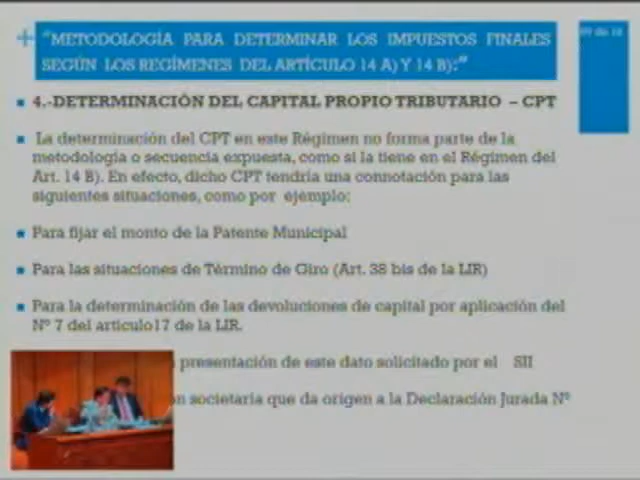 "METODOLOGÍA PARA DETERMINAR LOS IMPUESTOS FINALES
SEGÚN LOS REGÍMENES DEL ARTÍCULO 14 A) Y 14 B):"
4.-DETERMINACIÓN DEL CAPITAL PROPIO TRIBUTARIO – CPT
La determinación del CPT en este Régimen no forma parte de la
metodología o secuencia expuesta, como si la tiene en el Régimen del
Art. 14 B). En efecto, dicho CPT tendría una connotación para las
siguientes situaciones, como por ejemplo:
Para fijar el monto de la Patente Municipal
Para las situaciones de Término de Giro (Art. 38 bis de la LIR)
Para la determinación de las devoluciones de capital por aplicación del
Nº 7 del artículo17 de la LIR.
presentación de este dato solicitado por el SII
societaria que da origen a la Declaración Jurada Nº